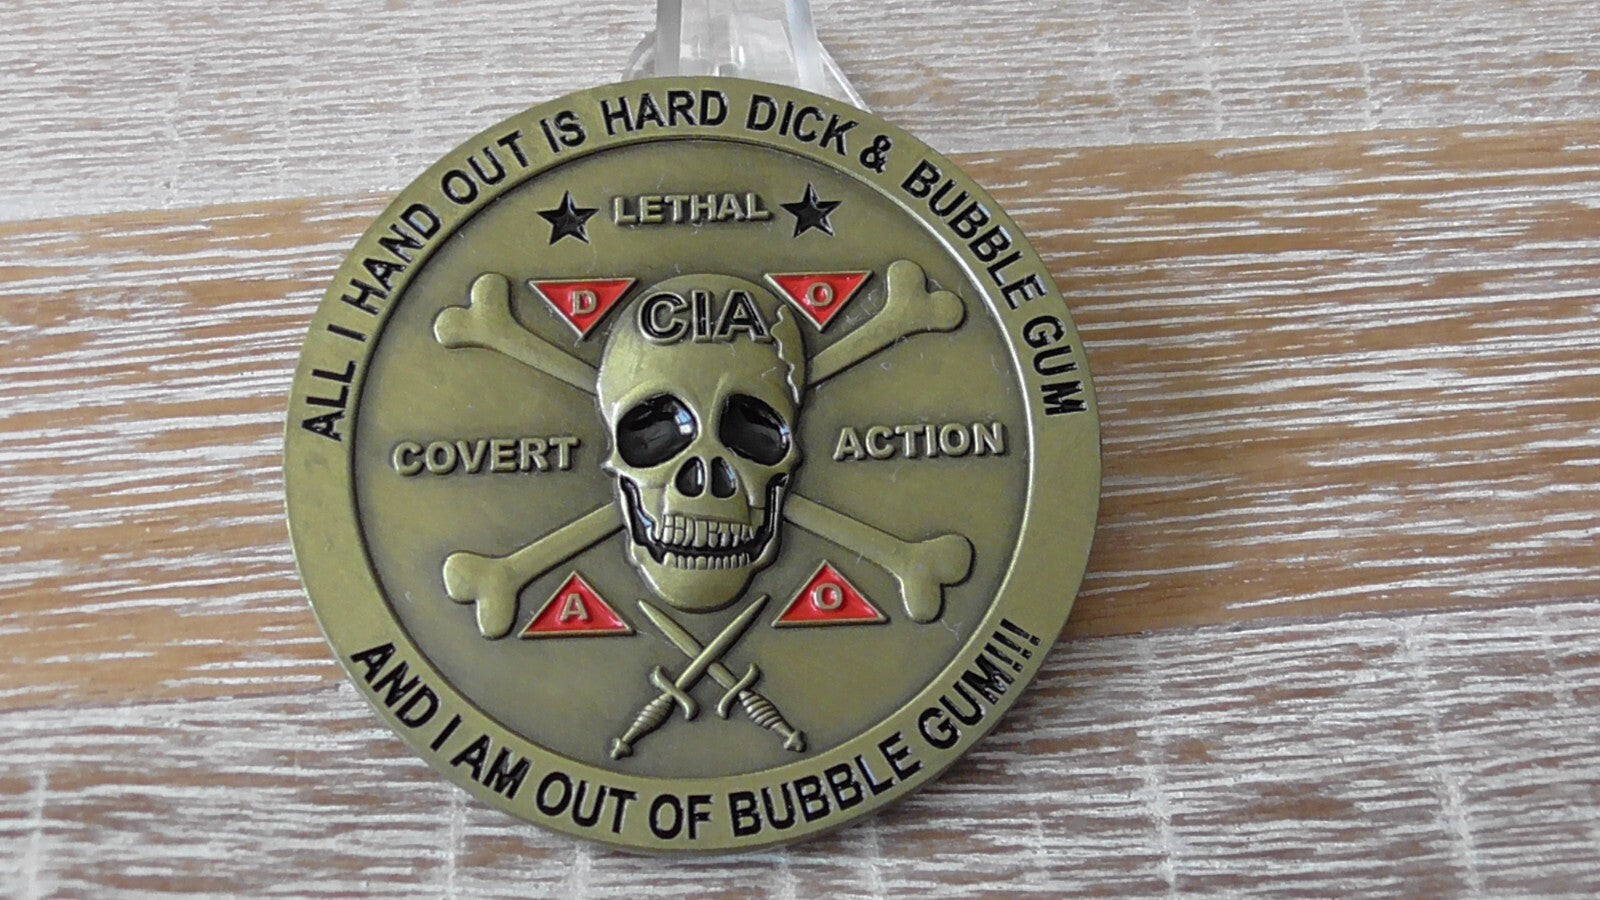 ALL I HAND OUT IS HARD DICK & BUBBLE GUM
LETHAL
D O
CIA
COVERT ACTION
A O
AND I AM OUT OF BUBBLE GUM!!!